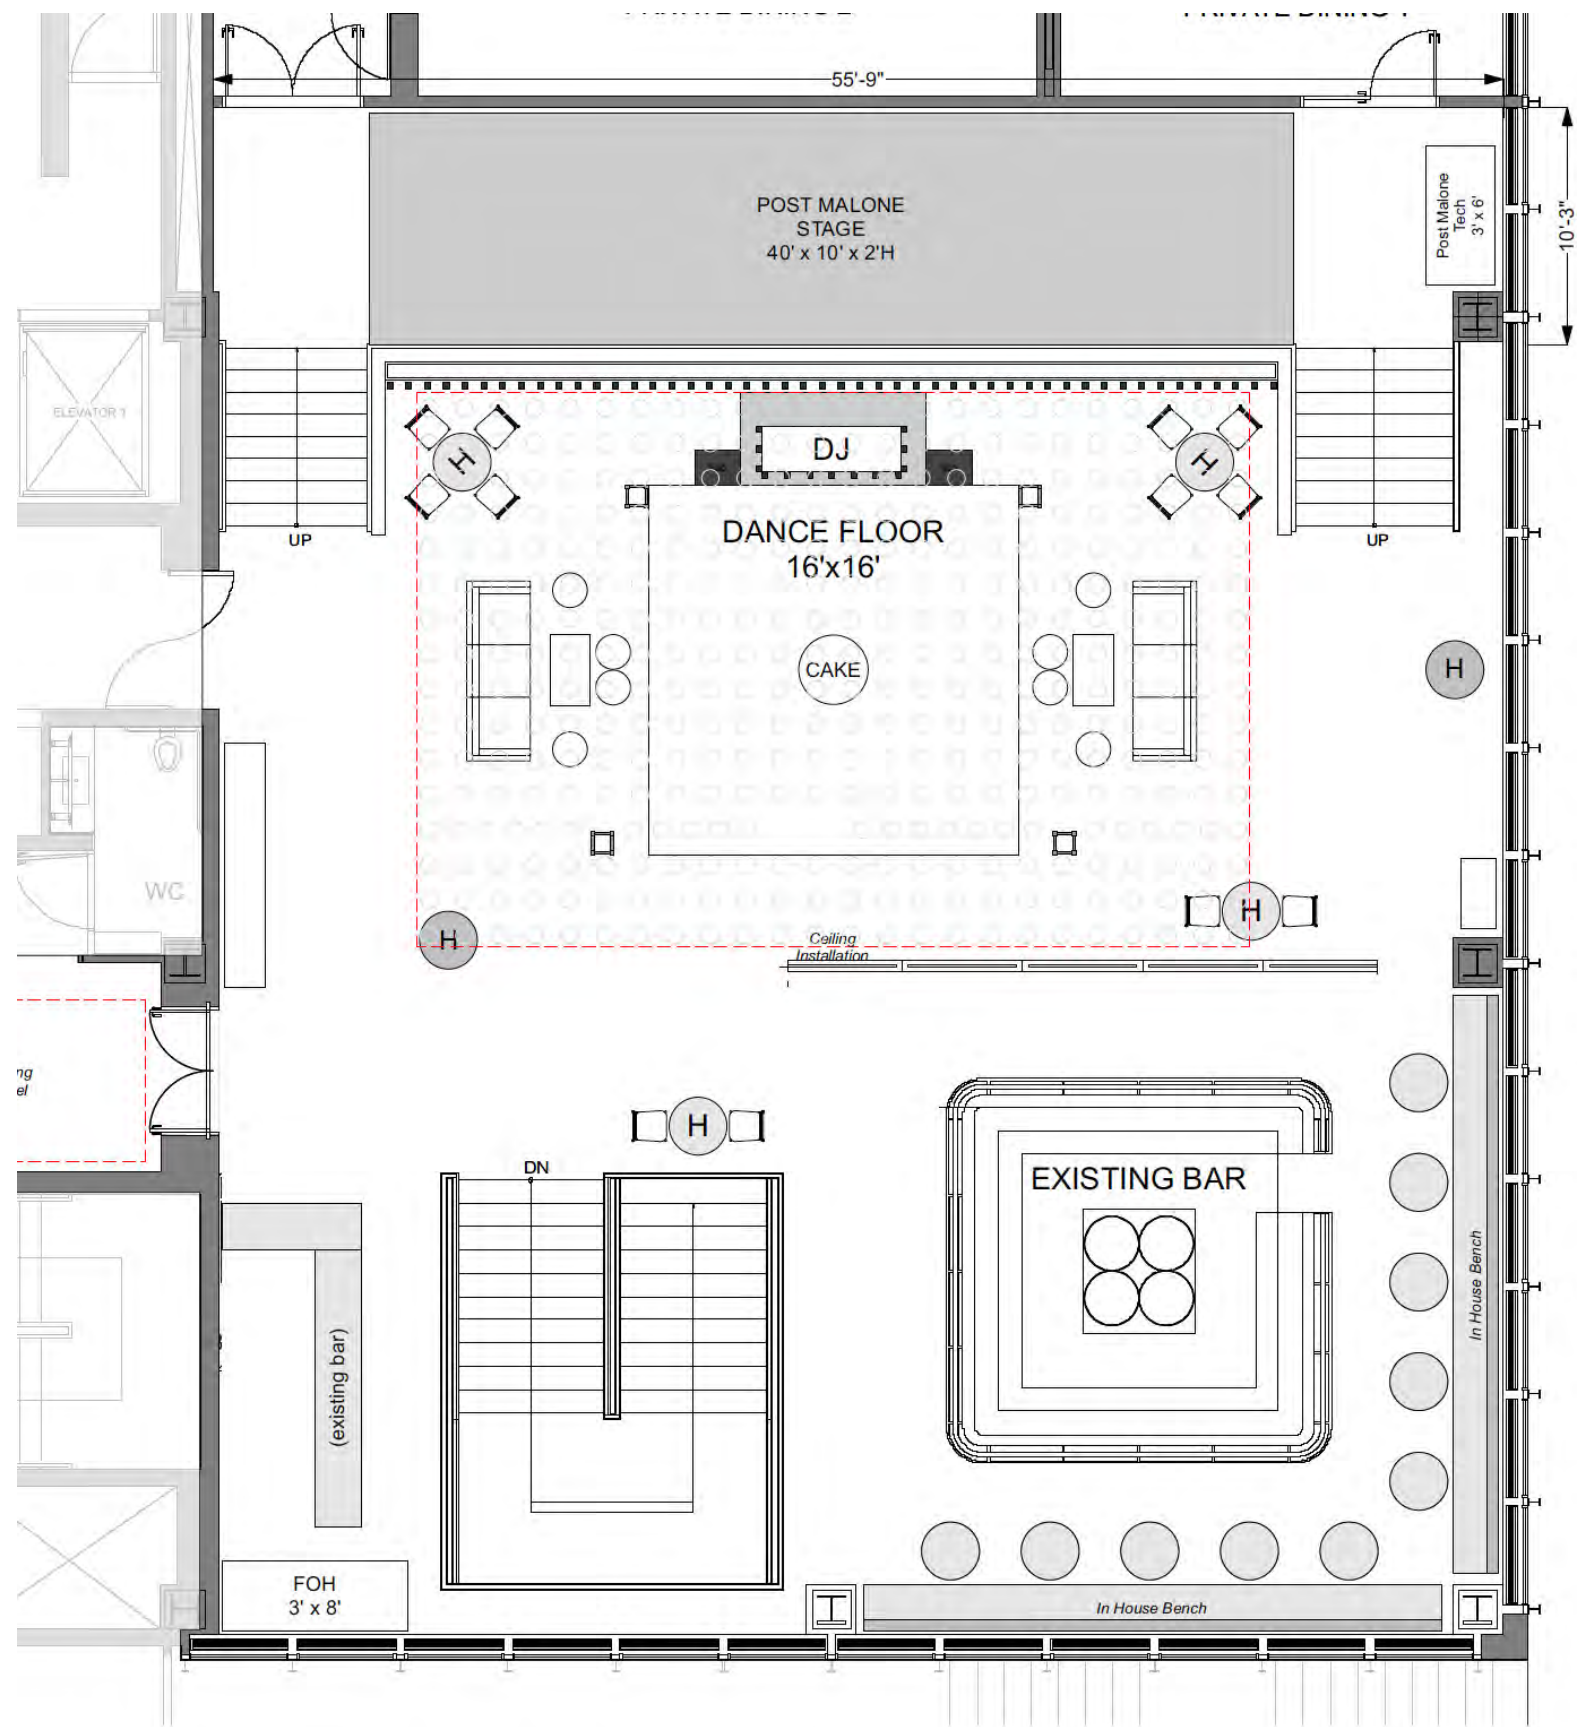 55'-9"
POST MALONE
STAGE
40' x 10' x 2'H
Post Malone
Tech
3' x 6'
10'-3"
ELEVATOR 1
H
H
DJ
DANCE FLOOR
16'x16'
UP
UP
CAKE
H
WC
H
H
Ceiling
Installation
ng
el
H
DN
EXISTING BAR
In House Bench
(existing bar)
FOH
3' x 8'
In House Bench